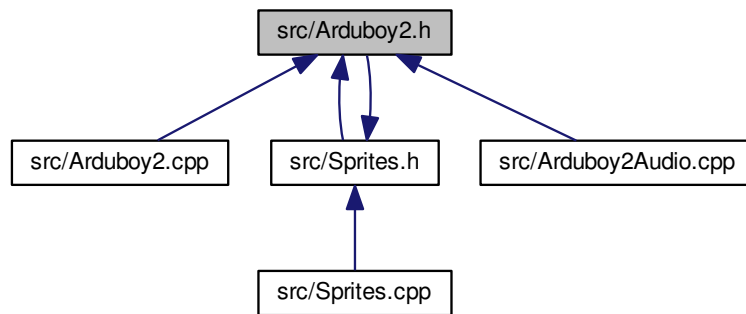 src/Arduboy2.h
src/Arduboy2.cpp
src/Sprites.h
src/Arduboy2Audio.cpp
src/Sprites.cpp